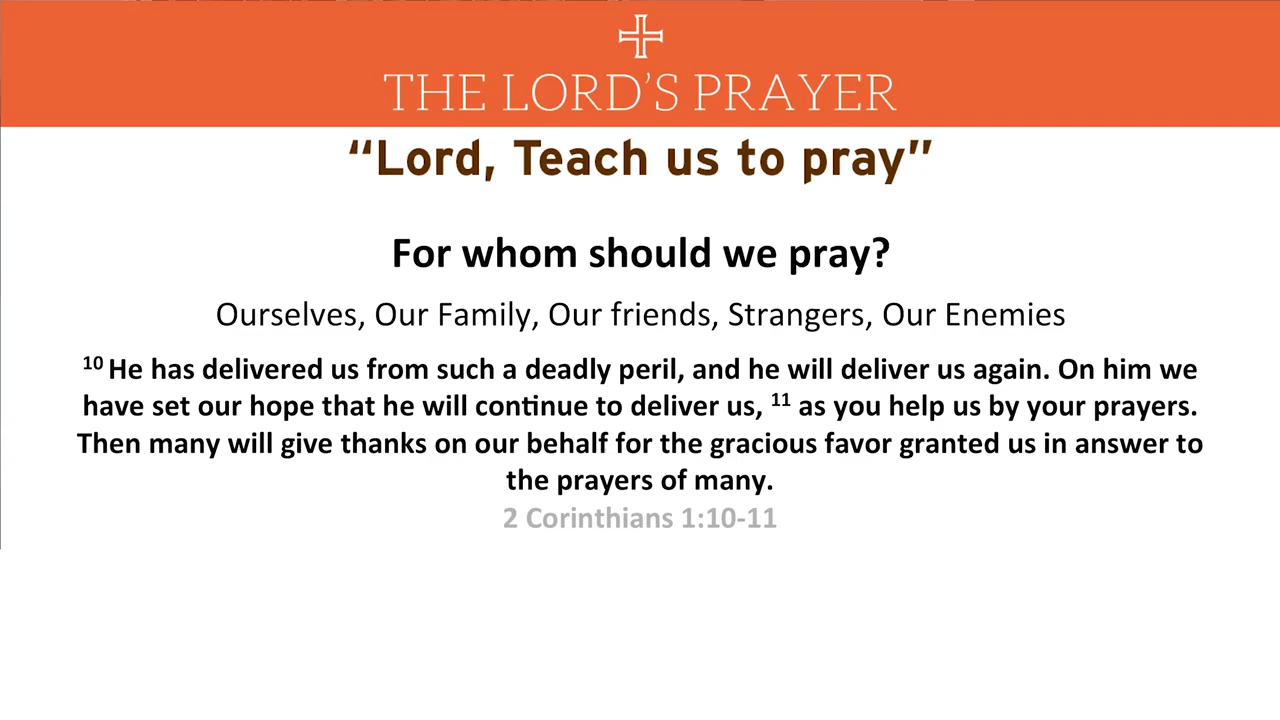 THE LORD’S PRAYER
“Lord, Teach us to pray”
For whom should we pray?
Ourselves, Our Family, Our friends, Strangers, Our Enemies
10 He has delivered us from such a deadly peril, and he will deliver us again. On him we
have set our hope that he will continue to deliver us, 11 as you help us by your prayers.
Then many will give thanks on our behalf for the gracious favor granted us in answer to
the prayers of many.
2 Corinthians 1:10-11